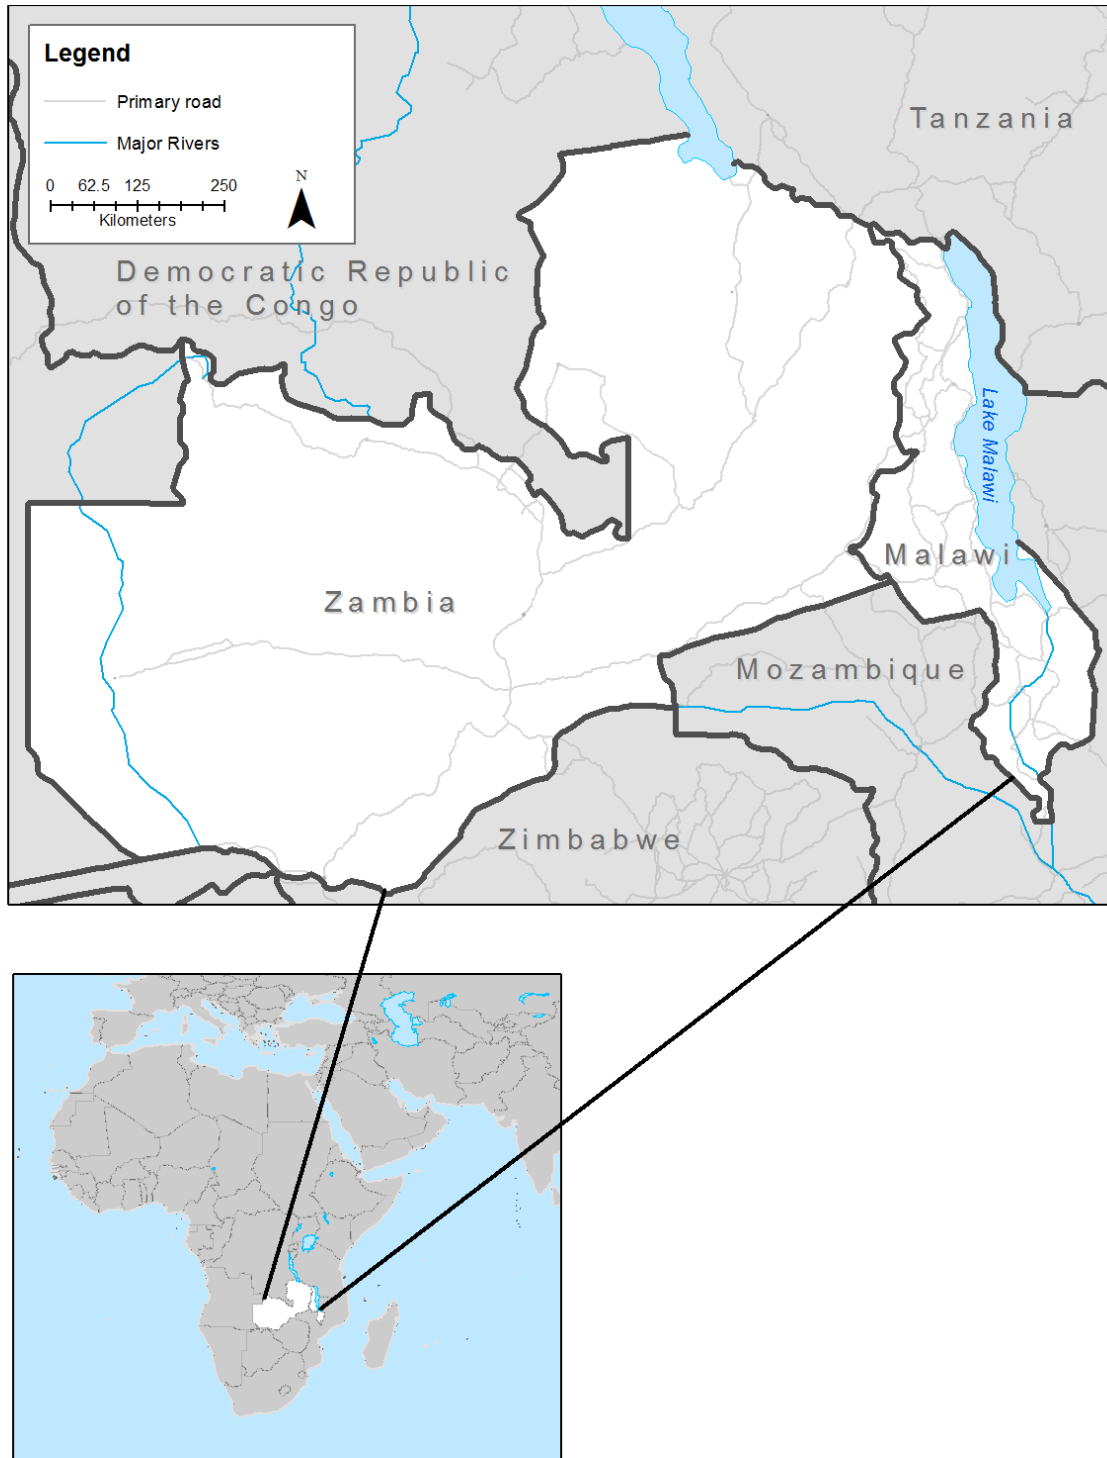 Legend
Primary road
Major Rivers
0 62.5 125 250
Kilometers
N
Tanzania
Democratic Republic
of the Congo
Lake Malawi
Malawi
Zambia
Mozambique
Zimbabwe